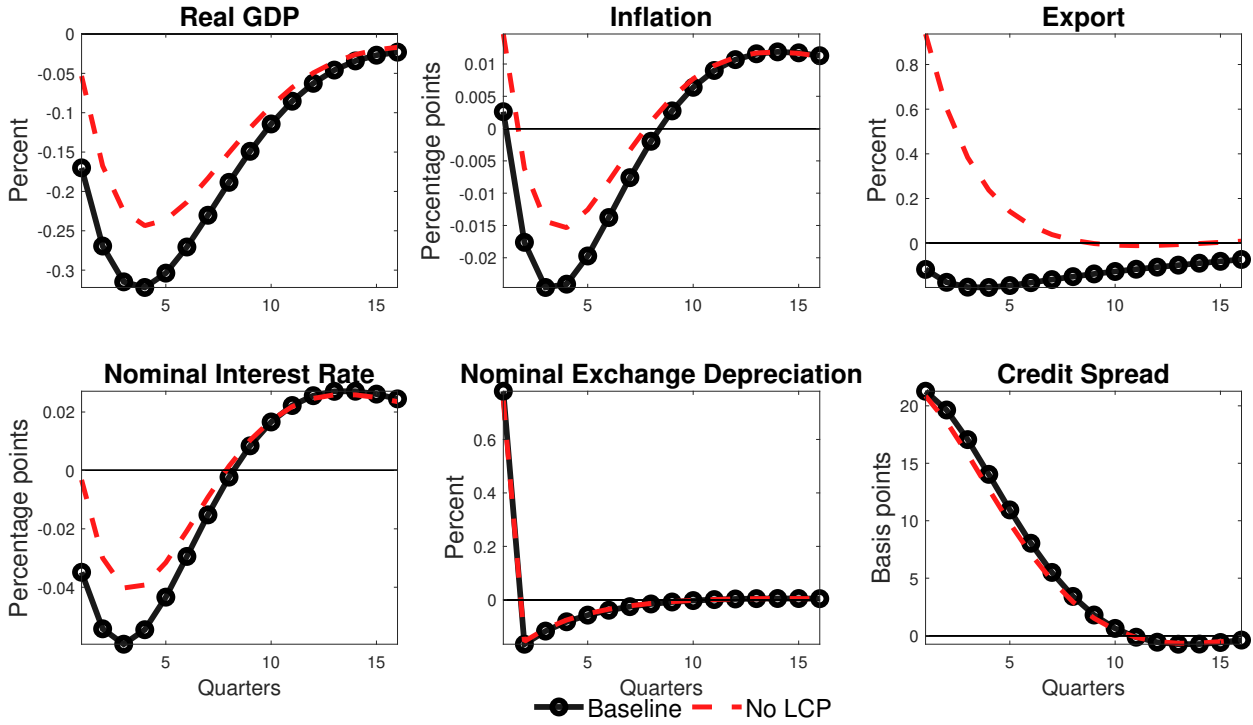 Real GDP
Percent
0
-0.05
-0.1
-0.15
-0.2
-0.25
-0.3
5
10
15
Inflation
Percentage points
0.01
0.005
0
-0.005
-0.01
-0.015
-0.02
5
10
15
Export
Percent
0.8
0.6
0.4
0.2
0
5
10
15
Nominal Interest Rate
Percentage points
0.02
0
-0.02
-0.04
5
10
15
Quarters
Nominal Exchange Depreciation
Percent
0.6
0.4
0.2
0
5
10
15
Quarters
Credit Spread
Basis points
20
15
10
5
0
5
10
15
Quarters
Baseline
No LCP